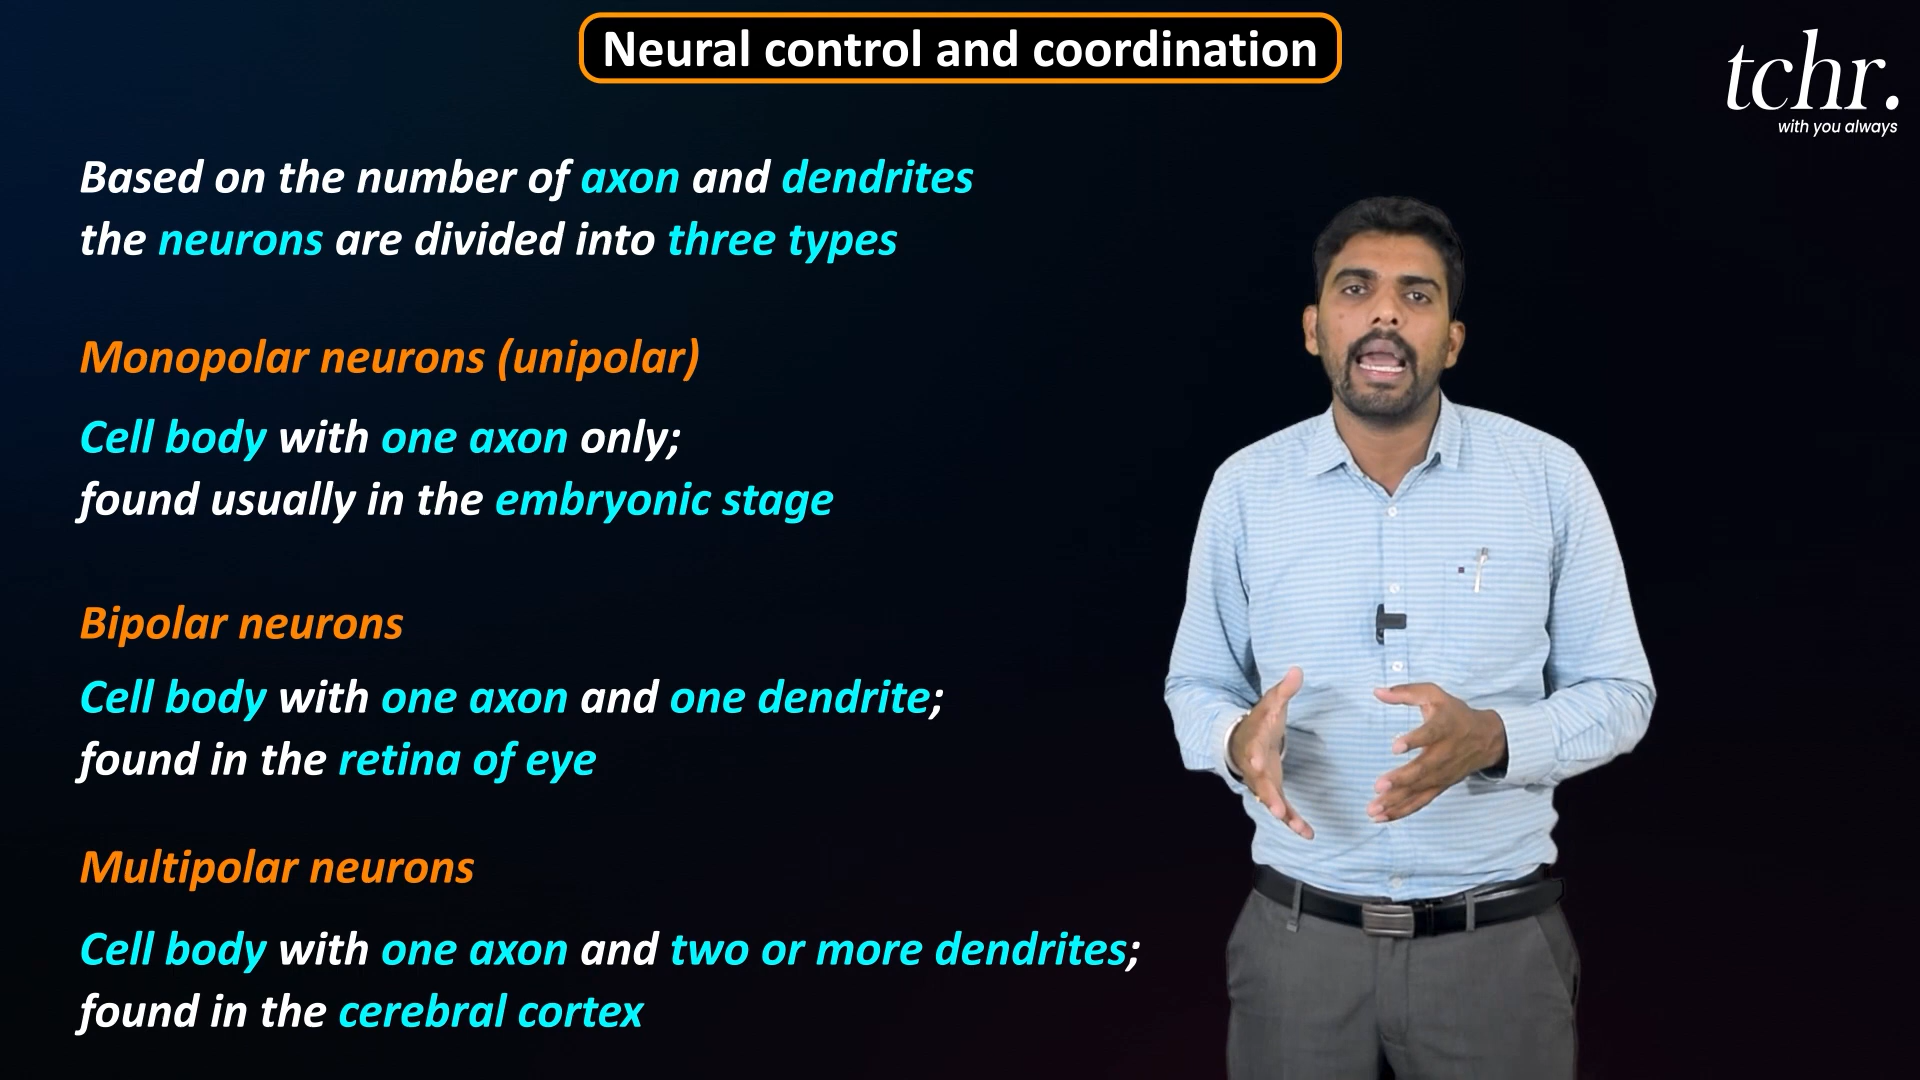 Neural control and coordination
tchr.
with you always
Based on the number of axon and dendrites
the neurons are divided into three types
Monopolar neurons (unipolar)
Cell body with one axon only;
found usually in the embryonic stage
Bipolar neurons
Cell body with one axon and one dendrite;
found in the retina of eye
Multipolar neurons
Cell body with one axon and two or more dendrites;
found in the cerebral cortex